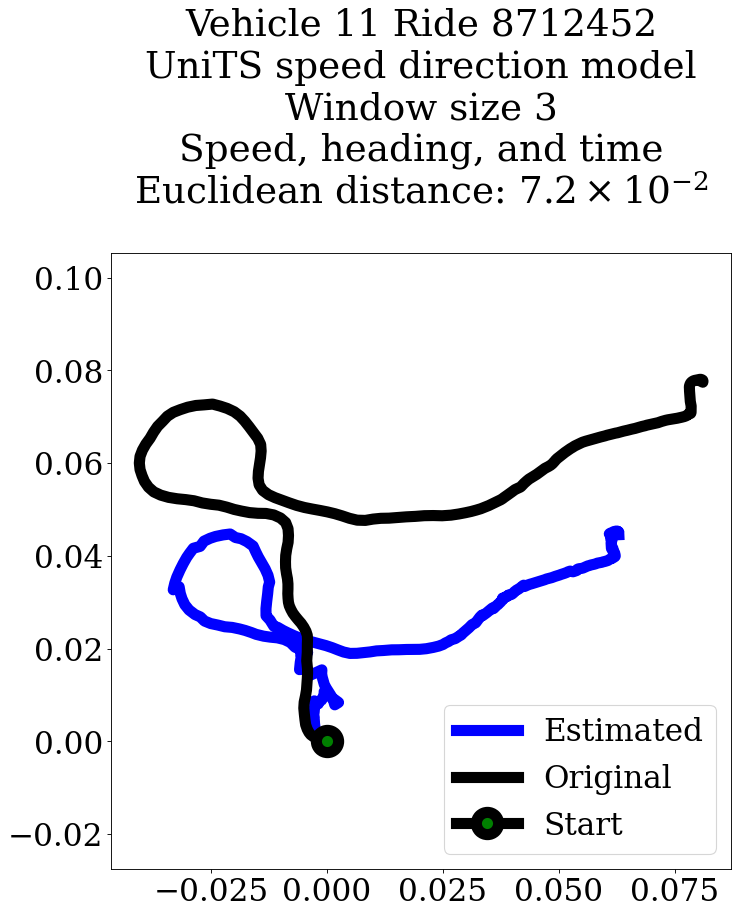 Vehicle 11 Ride 8712452
UniTS speed direction model
Window size 3
Speed, heading, and time
Euclidean distance: $7.2 \times 10^{-2}$
0.10
0.08
0.06
0.04
0.02
0.00
−0.02
Estimated
Original
Start
−0.025 0.000 0.025 0.050 0.075